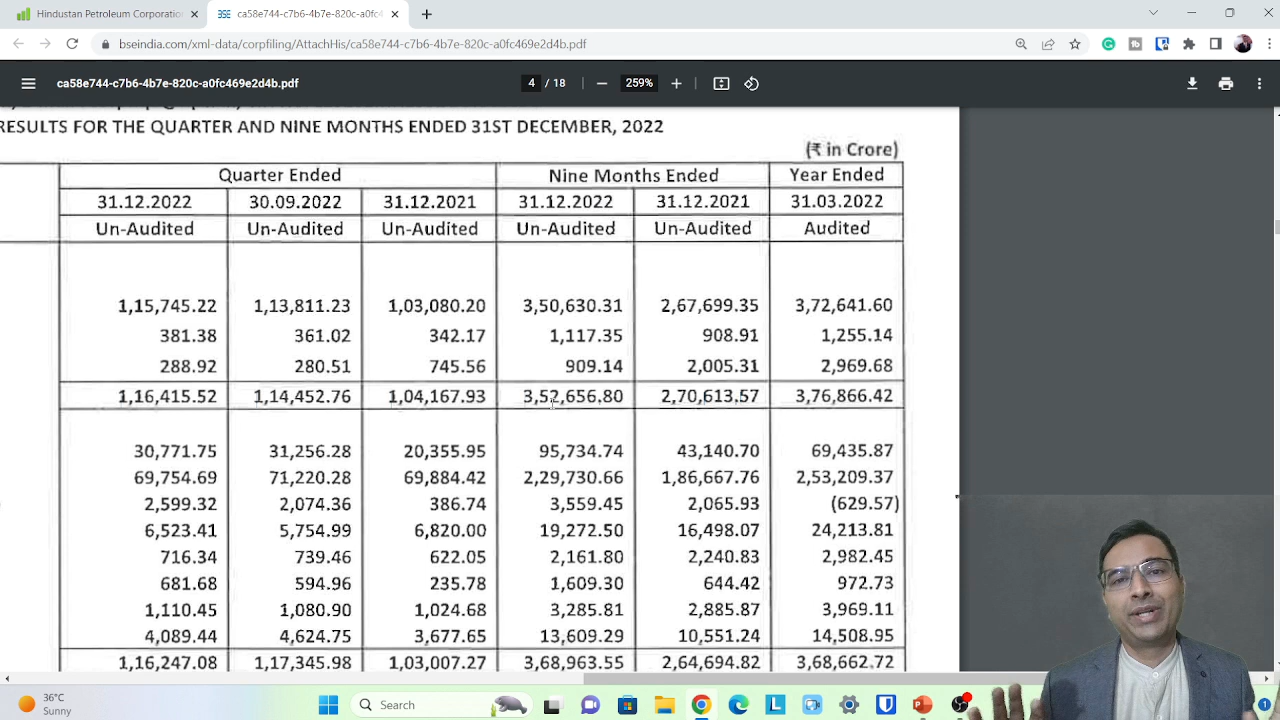 Hindustan Petroleum Corporation
BSE ca58e744-c7b6-4b7e-820c-a0fc4
bseindia.com/xml-data/corpfiling/AttachHis/ca58e744-c7b6-4b7e-820c-a0fc469e2d4b.pdf
ca58e744-c7b6-4b7e-820c-a0fc469e2d4b.pdf 4 / 18 259%
RESULTS FOR THE QUARTER AND NINE MONTHS ENDED 31ST DECEMBER, 2022
(₹ in Crore)
Quarter Ended Nine Months Ended Year Ended
31.12.2022 30.09.2022 31.12.2021 31.12.2022 31.12.2021 31.03.2022
Un-Audited Un-Audited Un-Audited Un-Audited Un-Audited Audited
1,15,745.22 1,13,811.23 1,03,080.20 3,50,630.31 2,67,699.35 3,72,641.60
381.38 361.02 342.17 1,117.35 908.91 1,255.14
288.92 280.51 745.56 909.14 2,005.31 2,969.68
1,16,415.52 1,14,452.76 1,04,167.93 3,52,656.80 2,70,613.57 3,76,866.42
30,771.75 31,256.28 20,355.95 95,734.74 43,140.70 69,435.87
69,754.69 71,220.28 69,884.42 2,29,730.66 1,86,667.76 2,53,209.37
2,599.32 2,074.36 386.74 3,559.45 2,065.93 (629.57)
6,523.41 5,754.99 6,820.00 19,272.50 16,498.07 24,213.81
716.34 739.46 622.05 2,161.80 2,240.83 2,982.45
681.68 594.96 235.78 1,609.30 644.42 972.73
1,110.45 1,080.90 1,024.68 3,285.81 2,885.87 3,969.11
4,089.44 4,624.75 3,677.65 13,609.29 10,551.24 14,508.95
1,16,247.08 1,17,345.98 1,03,007.27 3,68,963.55 2,64,694.82 3,68,662.72
36°C
Sunny
Search
1